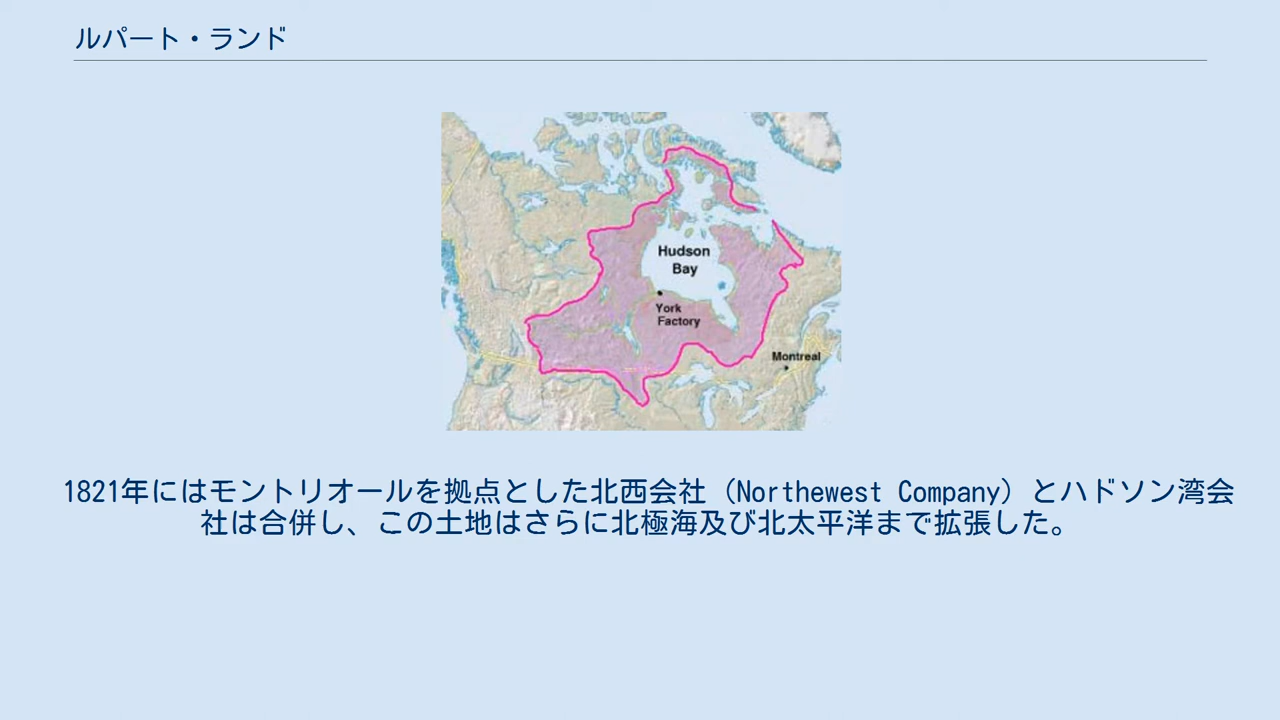 ルパート・ランド
Hudson
Bay
York
Factory
Montreal
1821年にはモントリオールを拠点とした北西会社（Northewest Company）とハドソン湾会
社は合併し、この土地はさらに北極海及び北太平洋まで拡張した。